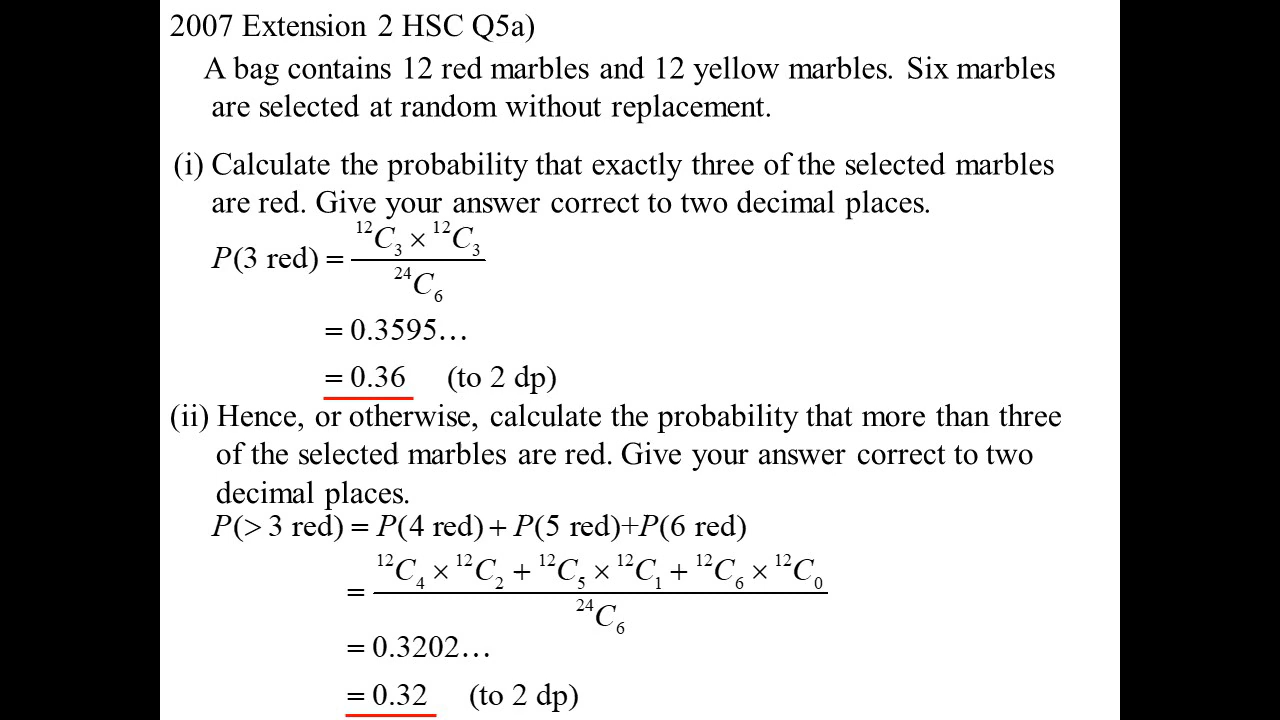 2007 Extension 2 HSC Q5a)
A bag contains 12 red marbles and 12 yellow marbles. Six marbles
are selected at random without replacement.
(i) Calculate the probability that exactly three of the selected marbles
are red. Give your answer correct to two decimal places.
P(3 red) = (¹²C₃ × ¹²C₃) / ²⁴C₆
= 0.3595…
= 0.36 (to 2 dp)
(ii) Hence, or otherwise, calculate the probability that more than three
of the selected marbles are red. Give your answer correct to two
decimal places.
P(> 3 red) = P(4 red) + P(5 red)+P(6 red)
= (¹²C₄ × ¹²C₂ + ¹²C₅ × ¹²C₁ + ¹²C₆ × ¹²C₀) / ²⁴C₆
= 0.3202…
= 0.32 (to 2 dp)